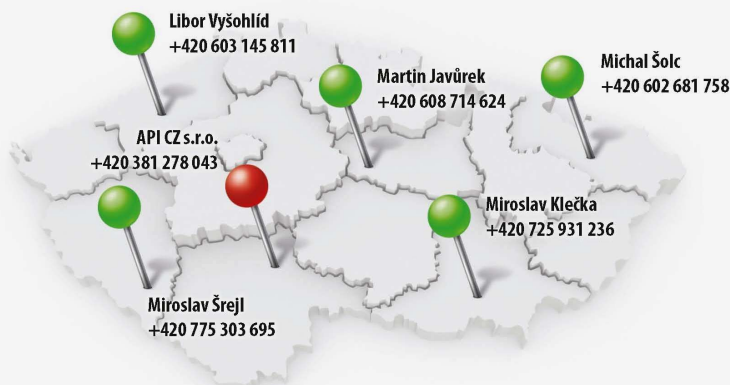 Libor Vyšohlíd
+420 603 145 811
Martin Javůrek
+420 608 714 624
Michal Šolc
+420 602 681 758
API CZ s.r.o.
+420 381 278 043
Miroslav Klečka
+420 725 931 236
Miroslav Šrejl
+420 775 303 695